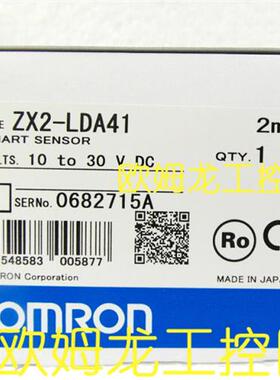 E ZX2-LDA41 2m
ART SENSOR
LTS. 10 to 30 V DC QTY. 1
SERNo. 0682715A
欧姆龙工控
RON Corporation
548583 005877
Ro
MADE IN JAPA
OMRON
欧姆龙工控